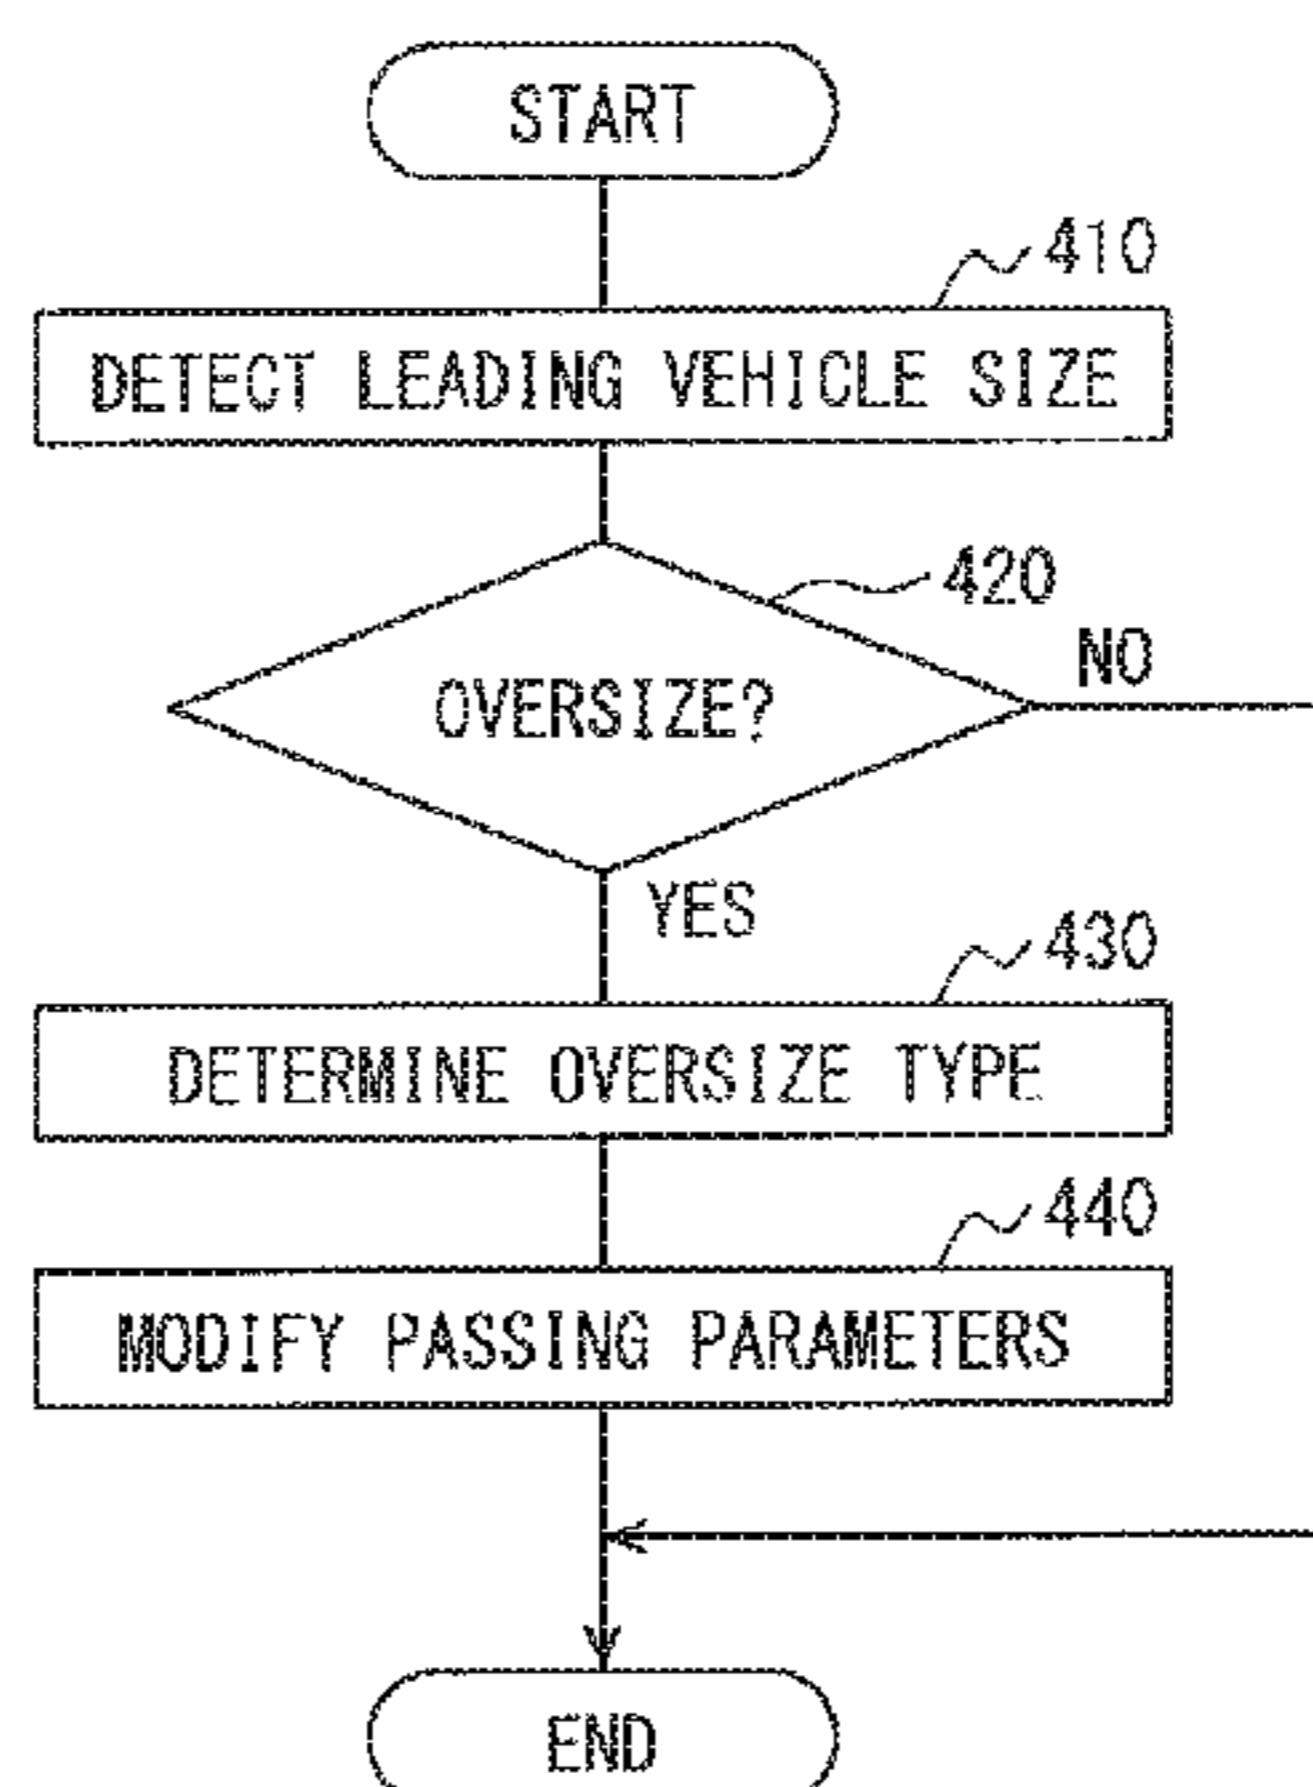 START
410
DETECT LEADING VEHICLE SIZE
420
NO
OVERSIZE?
YES
430
DETERMINE OVERSIZE TYPE
440
MODIFY PASSING PARAMETERS
END